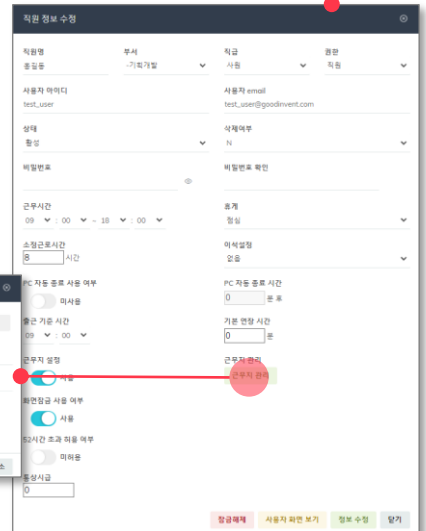 직원 정보 수정
직원명 부서 직급 권한
홍길동 -기획개발 사원 직원
사용자 아이디 사용자 email
test_user test_user@goodinvent.com
상태 삭제여부
활성 N
비밀번호 비밀번호 확인
근무시간 휴게
09 : 00 ~ 18 : 00 점심
소정근로시간 이석설정
8 시간 없음
PC 자동 종료 사용 여부 PC 자동 종료 시간
미사용 0 분 후
출근 기준 시간 기본 연장 시간
09 : 00 0 분
근무지 설정 근무지 관리
사용 근무지 관리
화면잠금 사용 여부
사용
52시간 초과 허용 여부
미허용
소
통상시급
0
잠금해제 사용자 화면 보기 정보 수정 닫기